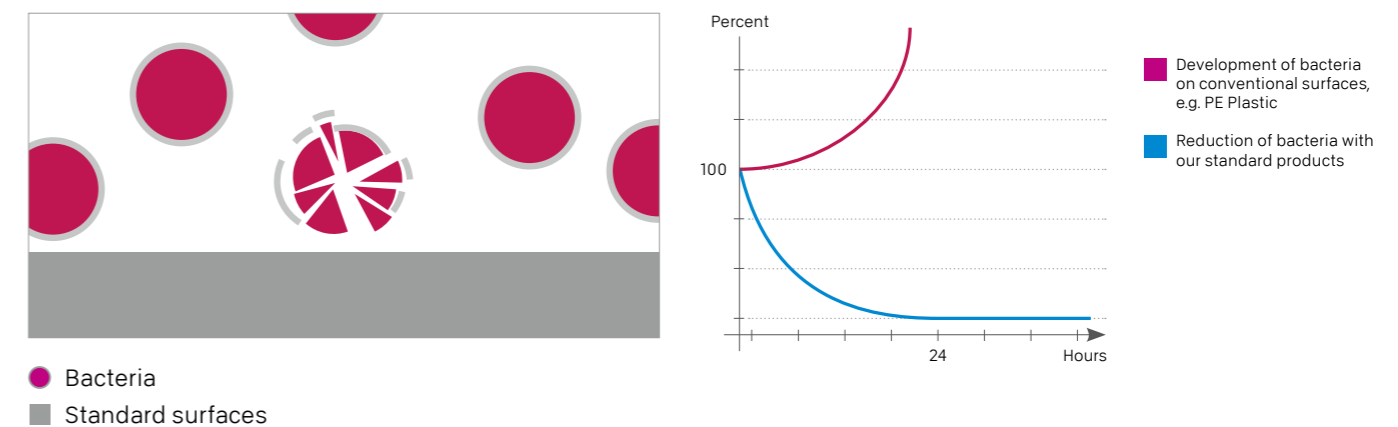 Bacteria
Standard surfaces
Percent
100
24
Hours
Development of bacteria
on conventional surfaces,
e.g. PE Plastic
Reduction of bacteria with
our standard products